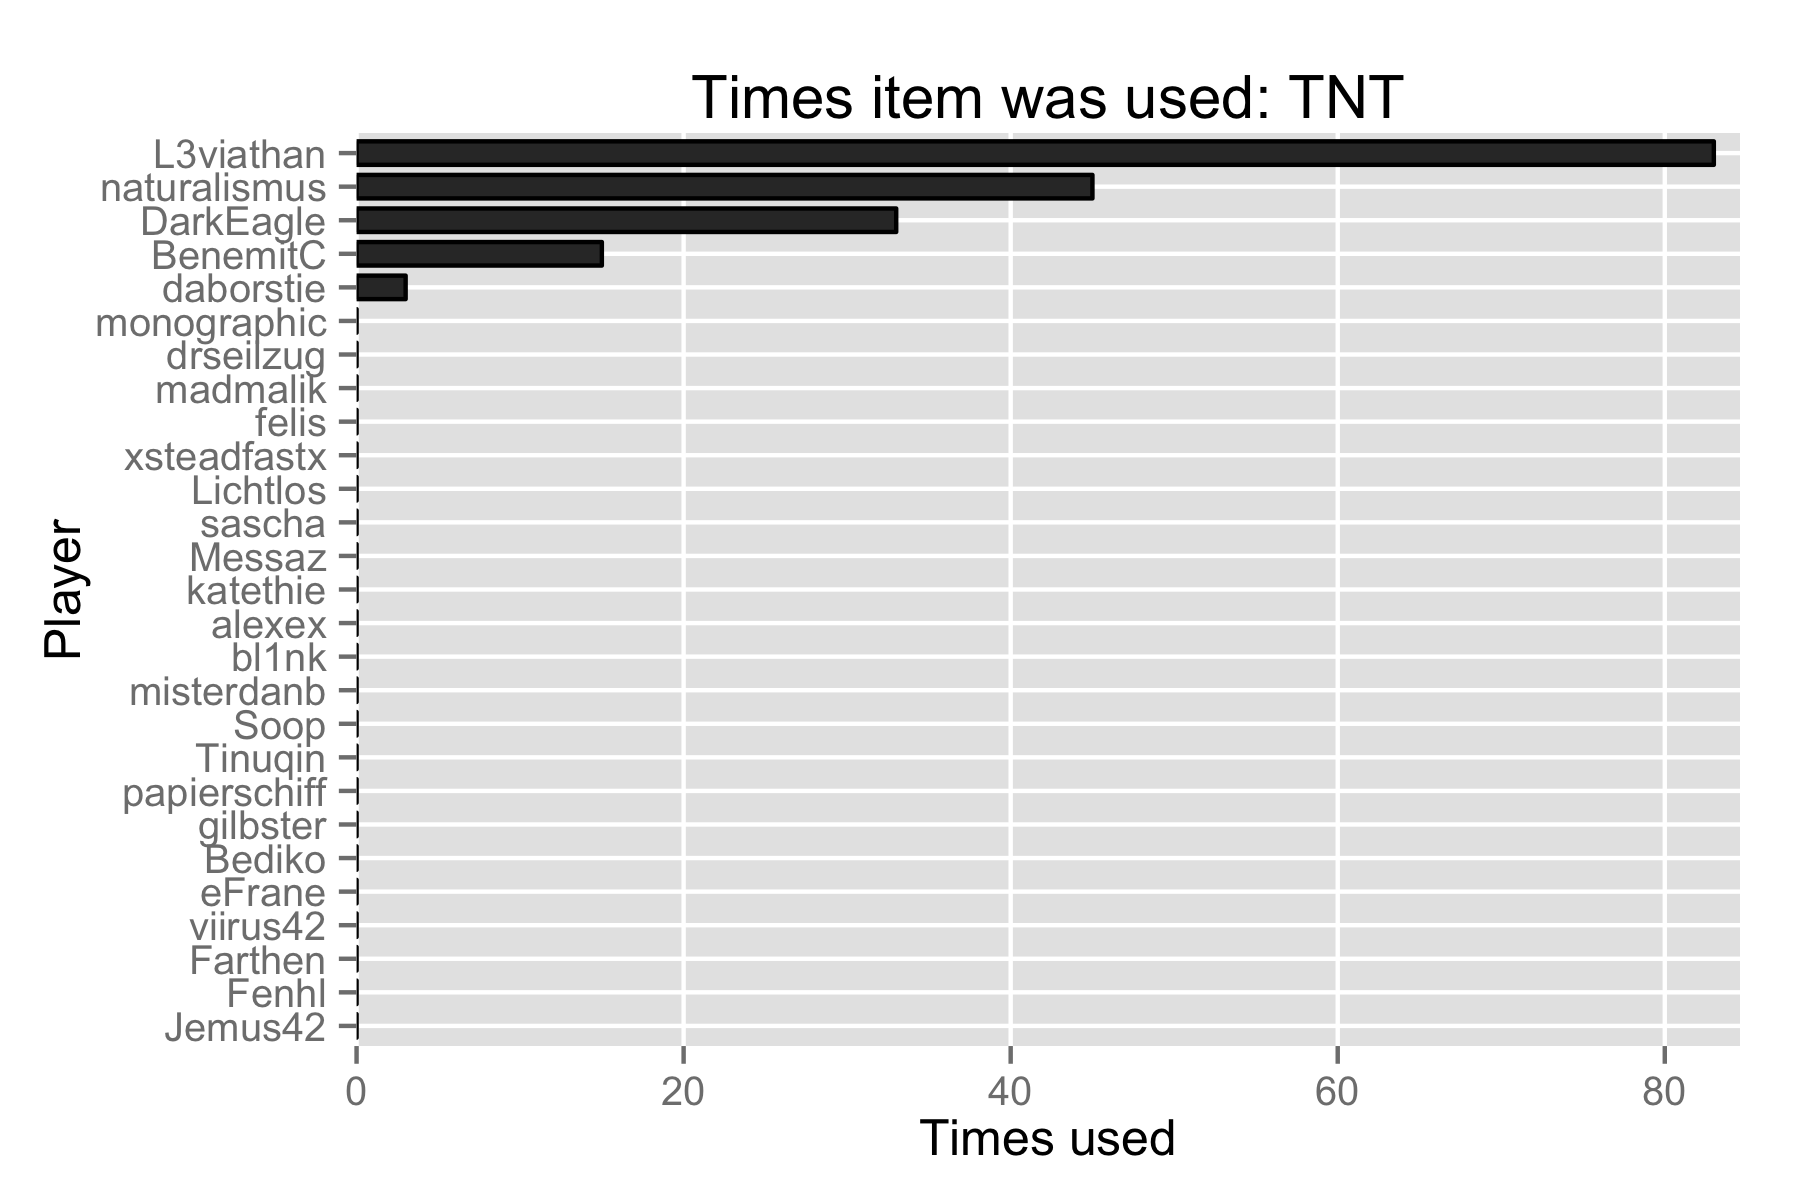 Times item was used: TNT
L3viathan
naturalismus
DarkEagle
BenemitC
daborstie
monographic
drseilzug
madmalik
felis
xsteadfastx
Lichtlos
sascha
Messaz
katethie
alexex
bl1nk
misterdanb
Soop
Tinuqin
papierschiff
gilbster
Bediko
eFrane
viirus42
Farthen
Fenhl
Jemus42
Player
0 20 40 60 80
Times used